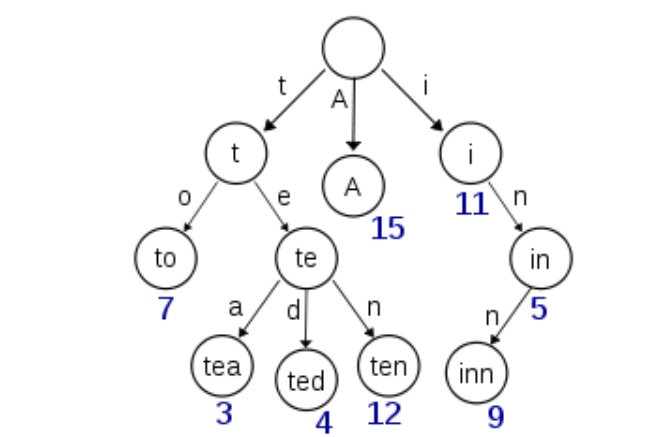 t A i
t A i
15 11
o e n
to te in
7 5
a d n n
tea ted ten inn
3 4 12 9